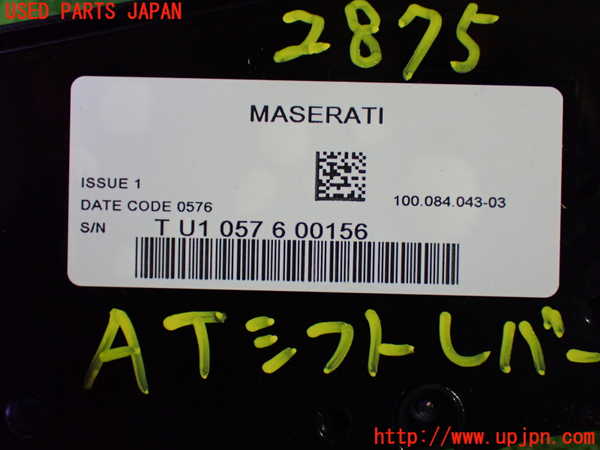 USED PARTS JAPAN
2875
MASERATI
ISSUE 1
DATE CODE 0576
100.084.043-03
S/N T U1 057 6 00156
ATシフトレバー
http://www.upjpn.com/